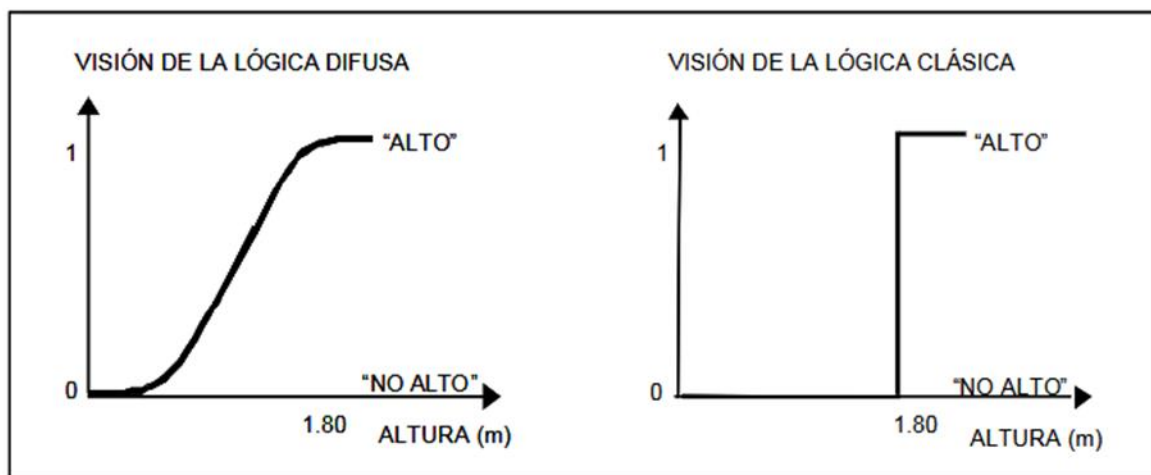 VISIÓN DE LA LÓGICA DIFUSA
1
"ALTO"
0
"NO ALTO"
1.80
ALTURA (m)
VISIÓN DE LA LÓGICA CLÁSICA
1
"ALTO"
0
"NO ALTO"
1.80
ALTURA (m)